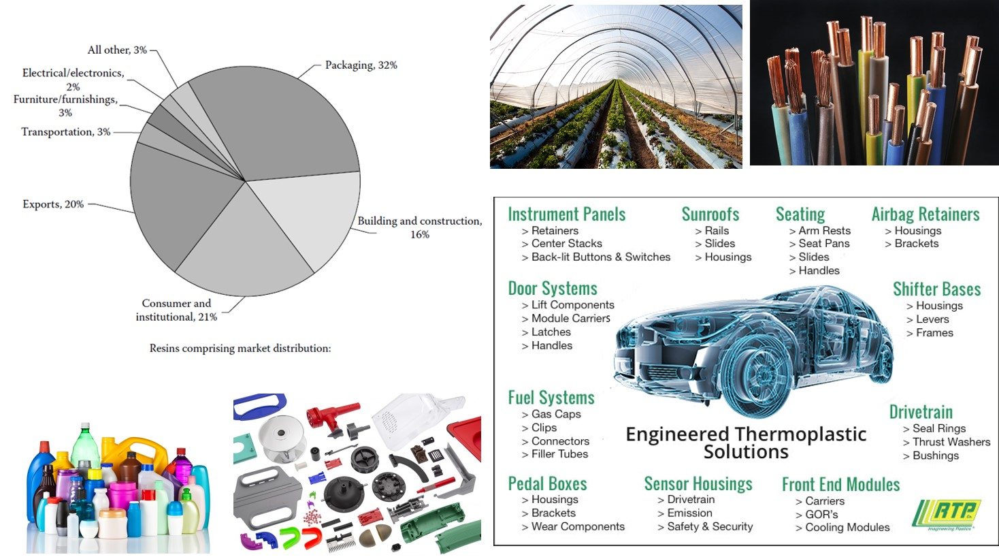 All other, 3%
Packaging, 32%
Electrical/electronics,
2%
Furniture/furnishings,
3%
Transportation, 3%
Exports, 20%
Building and construction,
16%
Consumer and
institutional, 21%
Resins comprising market distribution:
Instrument Panels
> Retainers
> Center Stacks
> Back-lit Buttons & Switches
Sunroofs
> Rails
> Slides
> Housings
Seating
> Arm Rests
> Seat Pans
> Slides
> Handles
Airbag Retainers
> Housings
> Brackets
Door Systems
> Lift Components
> Module Carriers
> Latches
> Handles
Shifter Bases
> Housings
> Levers
> Frames
Fuel Systems
> Gas Caps
> Clips
> Connectors
> Filler Tubes
Engineered Thermoplastic
Solutions
Drivetrain
> Seal Rings
> Thrust Washers
> Bushings
Pedal Boxes
> Housings
> Brackets
> Wear Components
Sensor Housings
> Drivetrain
> Emission
> Safety & Security
Front End Modules
> Carriers
> GOR's
> Cooling Modules
RTP
Co.
Imagineering Plastics